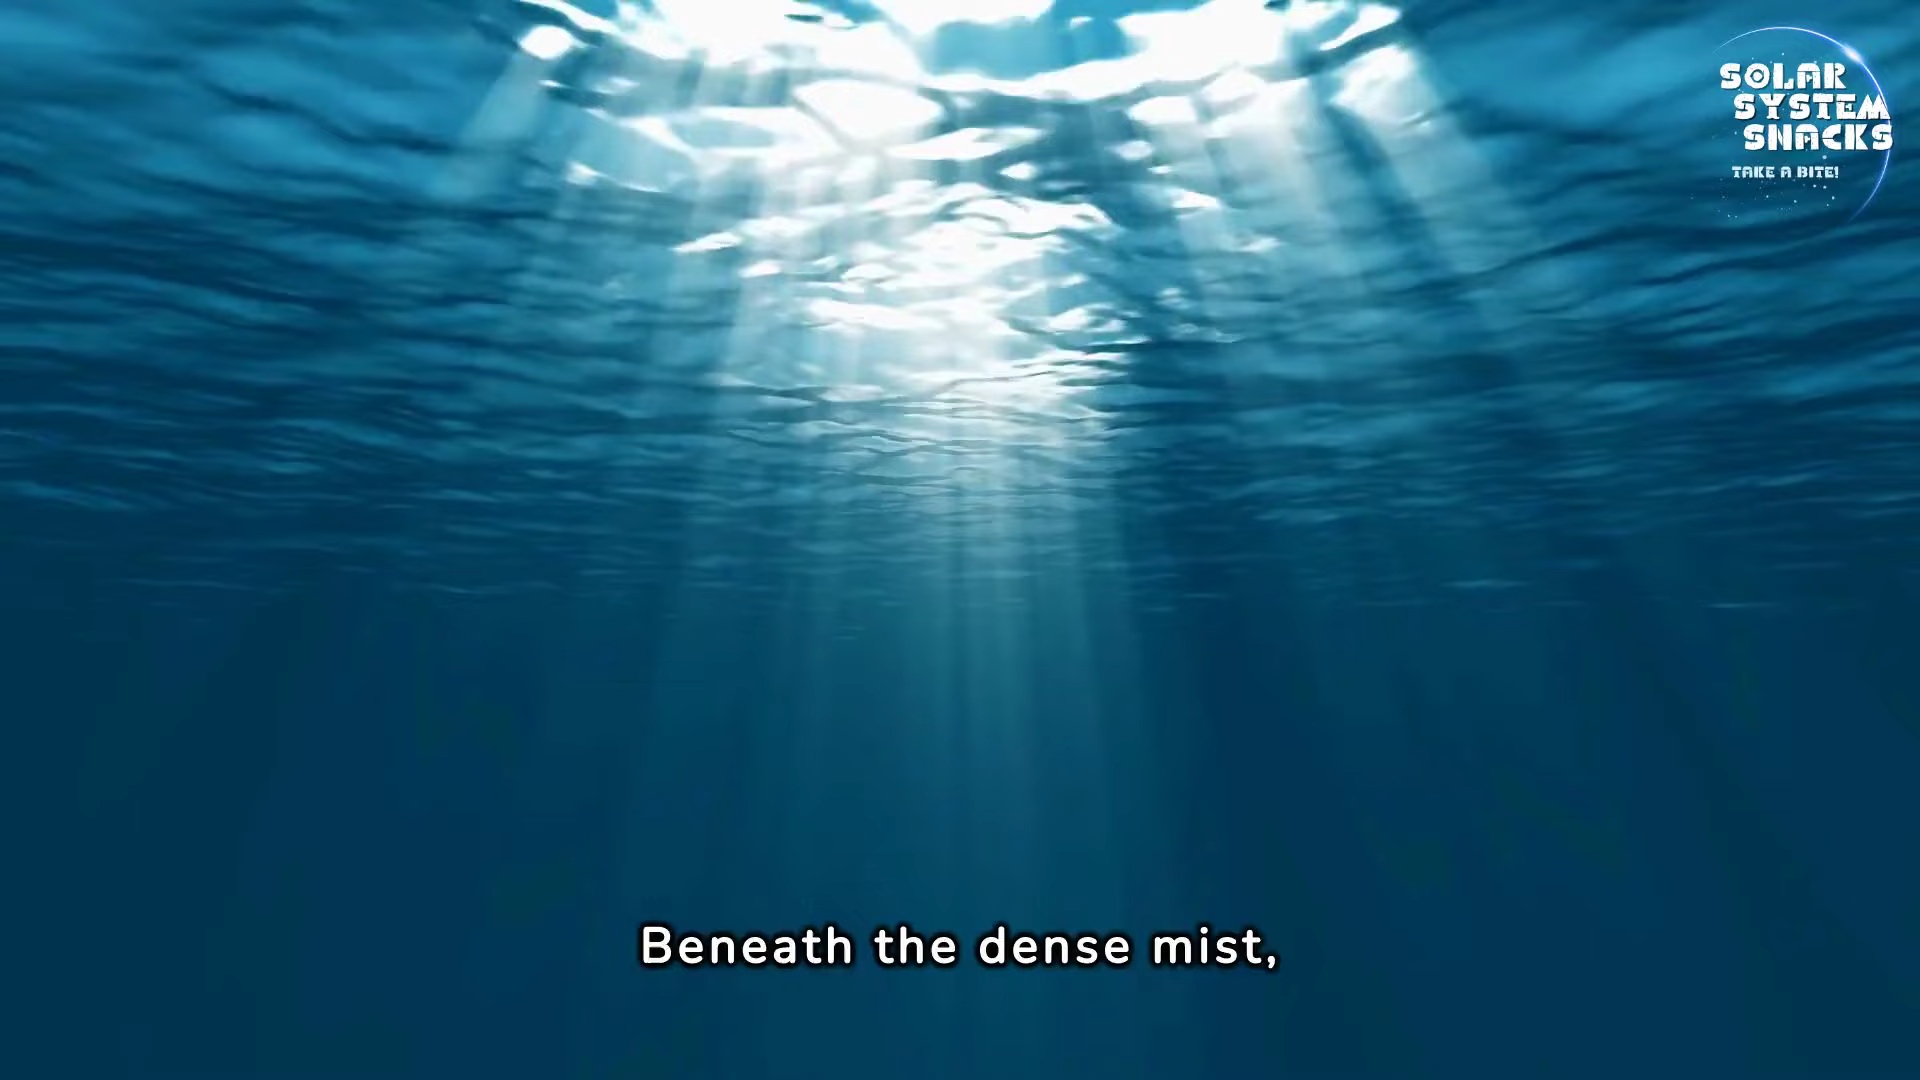 SOLAR
SYSTEM
SNACKS
TAKE A BITE!
Beneath the dense mist,